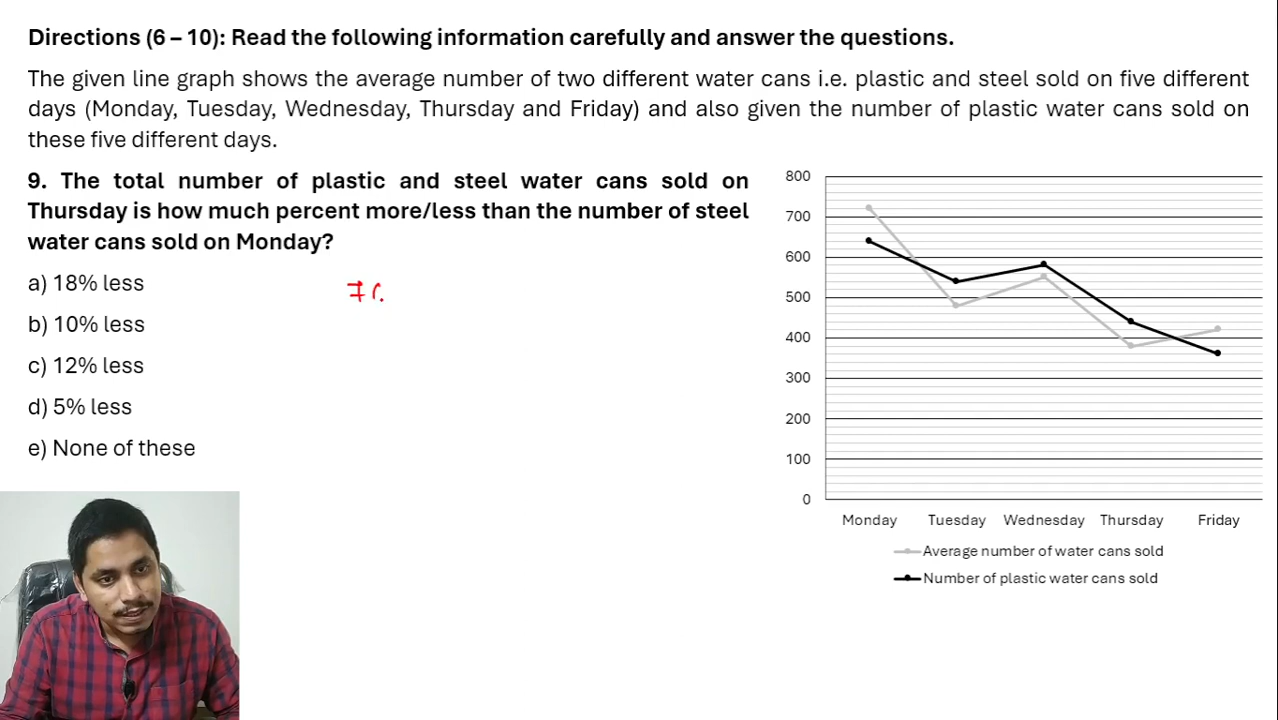 Directions (6 – 10): Read the following information carefully and answer the questions.
The given line graph shows the average number of two different water cans i.e. plastic and steel sold on five different
days (Monday, Tuesday, Wednesday, Thursday and Friday) and also given the number of plastic water cans sold on
these five different days.
9. The total number of plastic and steel water cans sold on
Thursday is how much percent more/less than the number of steel
water cans sold on Monday?
a) 18% less
b) 10% less
c) 12% less
d) 5% less
e) None of these
800
700
600
500
400
300
200
100
0
Monday Tuesday Wednesday Thursday Friday
Average number of water cans sold
Number of plastic water cans sold